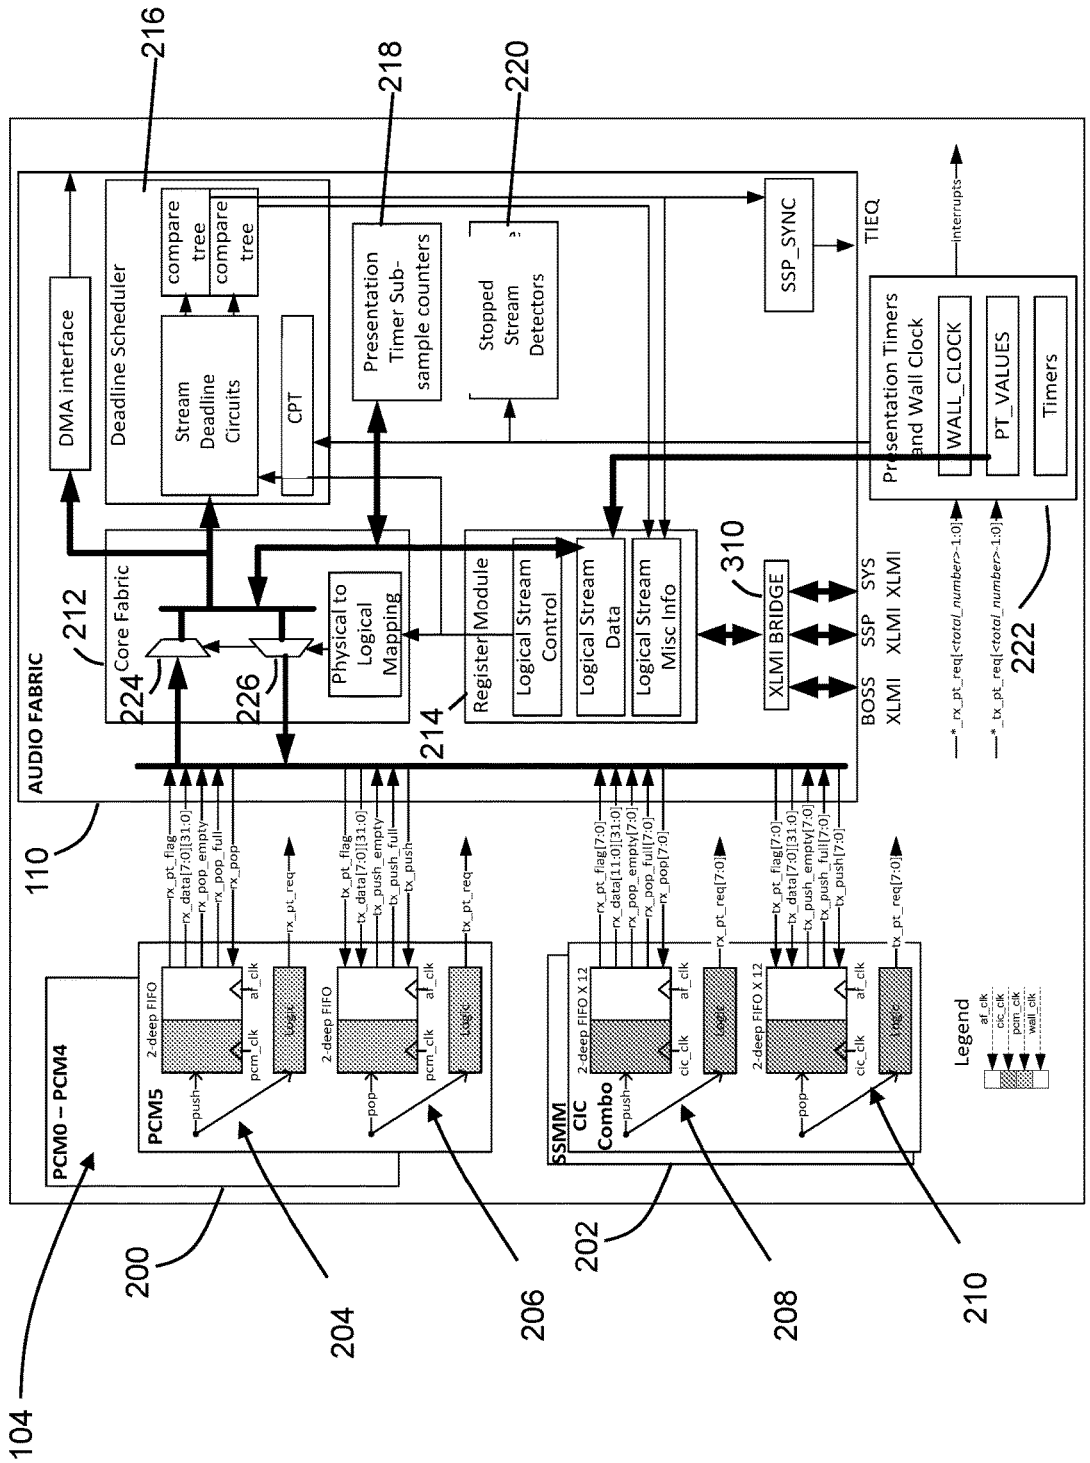 104
200
204
206
202
208
210
PCM0 – PCM4
PCM5
2-deep FIFO
push
pcm_clk
af_clk
Logic
2-deep FIFO
pop
pcm_clk
af_clk
Logic
SSMM
CIC
Combo
2-deep FIFO X 12
push
cic_clk
af_clk
Logic
2-deep FIFO X 12
pop
cic_clk
af_clk
Logic
Legend
af_clk
cic_clk
pcm_clk
wall_clk
rx_pt_flag
rx_data[7:0][31:0]
rx_pop_empty
rx_pop_full
rx_pop
rx_pt_req
tx_pt_flag
tx_data[7:0][31:0]
tx_push_empty
tx_push_full
tx_push
tx_pt_req
rx_pt_flag[7:0]
rx_data[11:0][31:0]
rx_pop_empty[7:0]
rx_pop_full[7:0]
rx_pop[7:0]
rx_pt_req[7:0]
tx_pt_flag[7:0]
tx_data[7:0][31:0]
tx_push_empty[7:0]
tx_push_full[7:0]
tx_push[7:0]
tx_pt_req[7:0]
110
AUDIO FABRIC
212
Core Fabric
224
226
Physical to
Logical
Mapping
214
Register Module
Logical Stream
Control
Logical Stream
Data
Logical Stream
Misc Info
310
XLMI BRIDGE
BOSS
XLMI
SSP
XLMI
SYS
XLMI
DMA interface
216
Deadline Scheduler
Stream
Deadline
Circuits
compare
tree
compare
tree
CPT
218
Presentation
Timer Sub-
sample counters
220
Stopped
Stream
Detectors
SSP_SYNC
TIEQ
Presentation Timers
and Wall Clock
WALL_CLOCK
PT_VALUES
Timers
222
*_rx_pt_req[<total_number>-1:0]
*_tx_pt_req[<total_number>-1:0]
interrupts